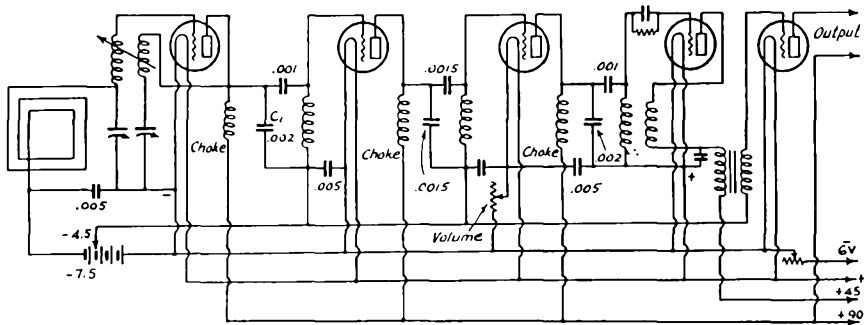 Output
.001
.0015
.001
C1
.002
Choke
.005
Choke
.0015
.005
Choke
.002
+
.005
-
-4.5
-7.5
Volume
-
6V
+
+45
+90